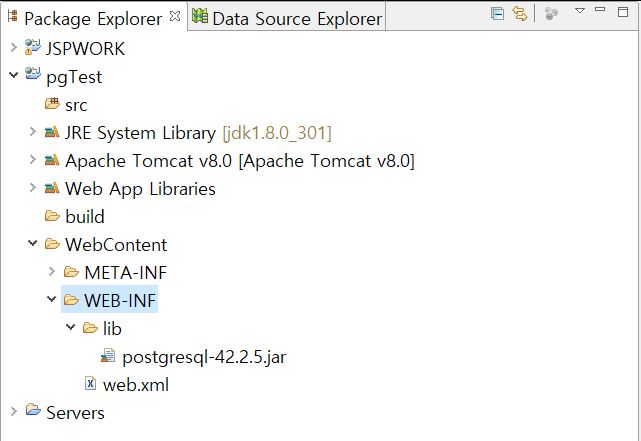 Package Explorer Data Source Explorer
JSPWORK
pgTest
src
JRE System Library [jdk1.8.0_301]
Apache Tomcat v8.0 [Apache Tomcat v8.0]
Web App Libraries
build
WebContent
META-INF
WEB-INF
lib
postgresql-42.2.5.jar
web.xml
Servers